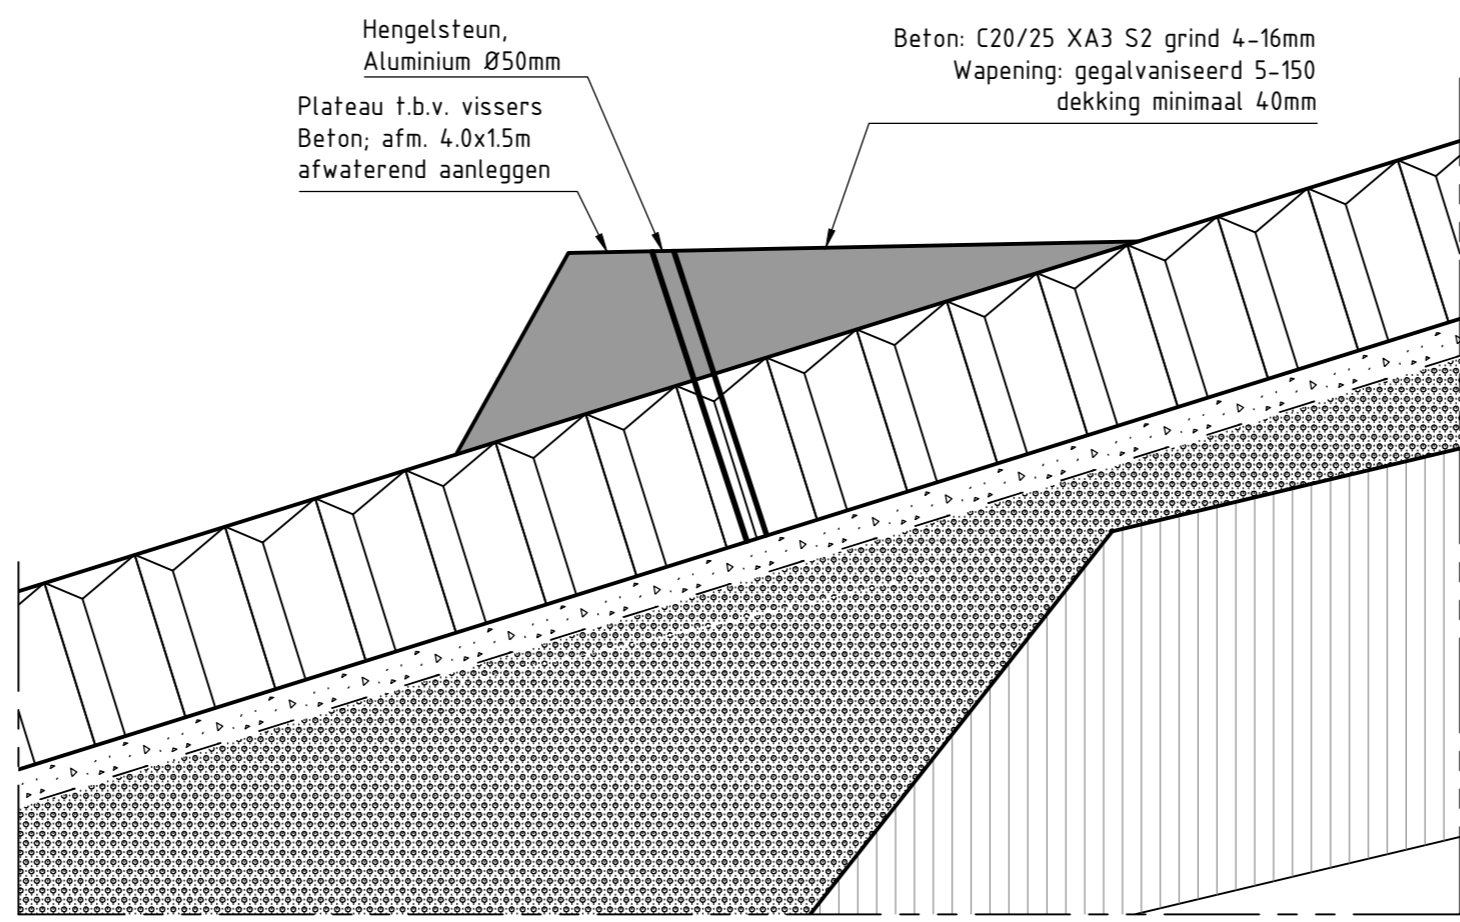 Hengelsteun,
Aluminium Ø50mm
Plateau t.b.v. vissers
Beton; afm. 4.0x1.5m
afwaterend aanleggen
Beton: C20/25 XA3 S2 grind 4-16mm
Wapening: gegalvaniseerd 5-150
dekking minimaal 40mm